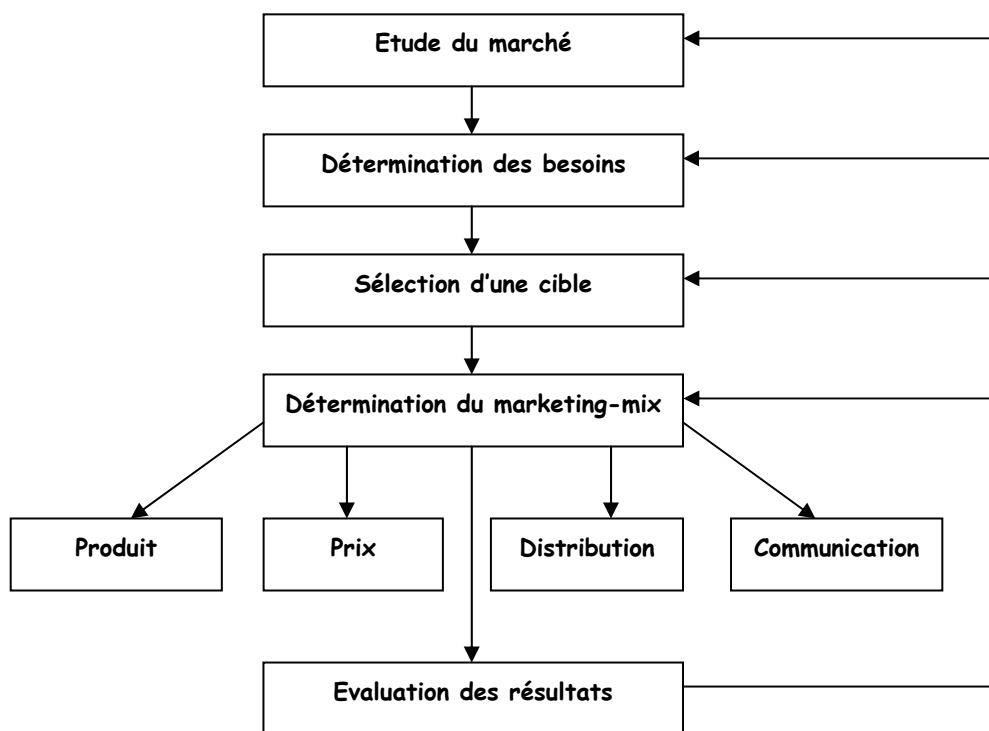 Etude du marché
Détermination des besoins
Sélection d’une cible
Détermination du marketing-mix
Produit
Prix
Distribution
Communication
Evaluation des résultats